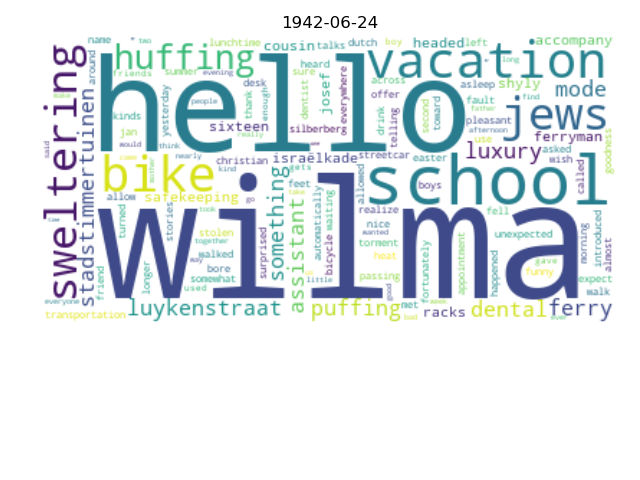 1942-06-24
name * two lunchtime cousin talks dutch boy headed left accompany
huffing vacation
friends summer evening desk heard sure across asleep shyly long mode
sweltering hello jews
around yesterday people thank enough dentist josef everywhere drink offer telling second toward fault find
kinds jan would think sixteen silberberg streetcar father pleasant afternoon use ferryman goodness
said nearly really christian israëlkade easter luxury asked wish
stadstimmertuinen bike kind go gets feet boys school called
allow safekeeping something take automatically allowed realize fell unexpected introduced
turned stories took stolen assistant waiting nice torment heat morning almost
wilma
friend longer together walked surprised bicycle passing fortunately appointment happened gave funny expect
bore way somewhat used little wanted good met walk
everyone luykenstraat puffing racks dental ferry
transportation bad ever